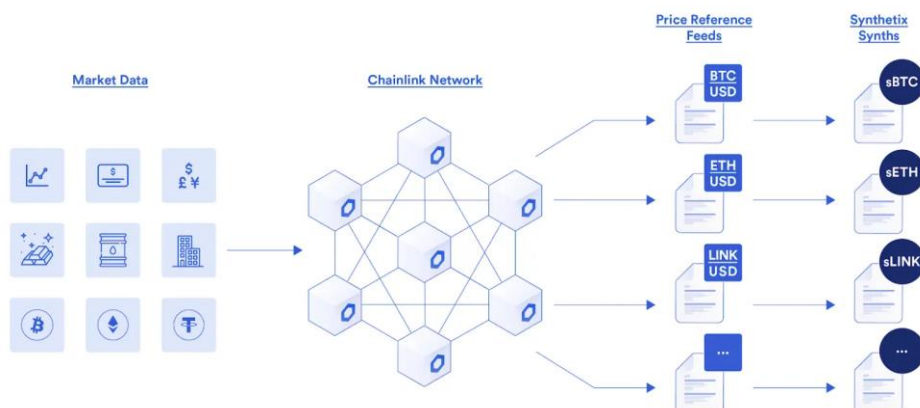 Market Data
Chainlink Network
Price Reference
Feeds
Synthetix
Synths
$
$
£ ¥
BTC
USD
sBTC
ETH
USD
sETH
LINK
USD
sLINK
...
...